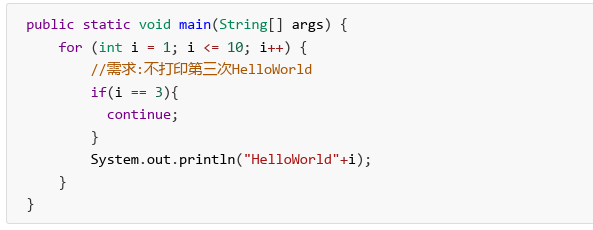 public static void main(String[] args) {
    for (int i = 1; i <= 10; i++) {
        //需求:不打印第三次HelloWorld
        if(i == 3){
          continue;
        }
        System.out.println("HelloWorld"+i);
    }
}